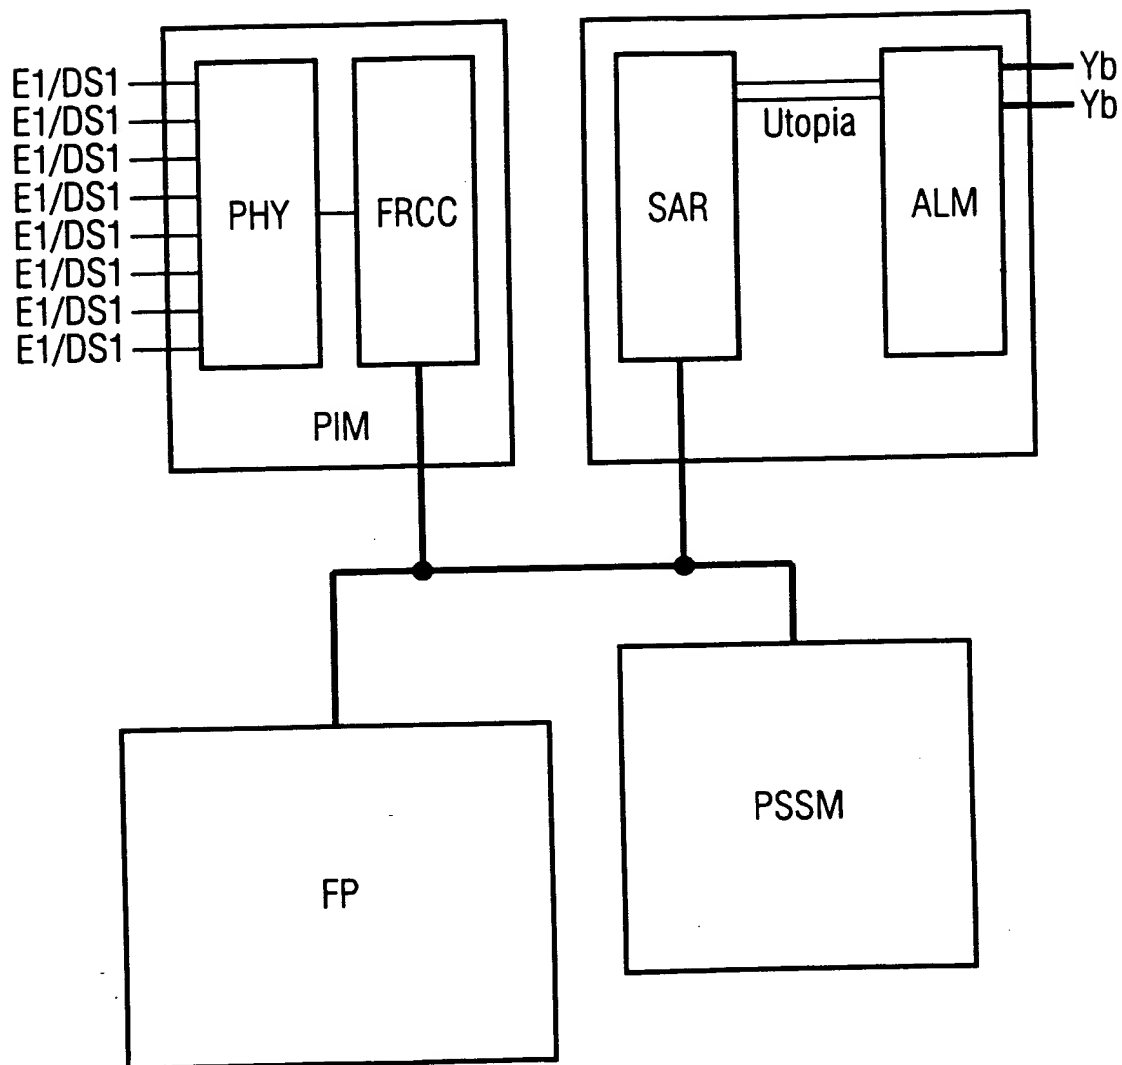 E1/DS1
E1/DS1
E1/DS1
E1/DS1
E1/DS1
E1/DS1
E1/DS1
E1/DS1
PHY
FRCC
PIM
SAR
Utopia
ALM
Yb
Yb
FP
PSSM